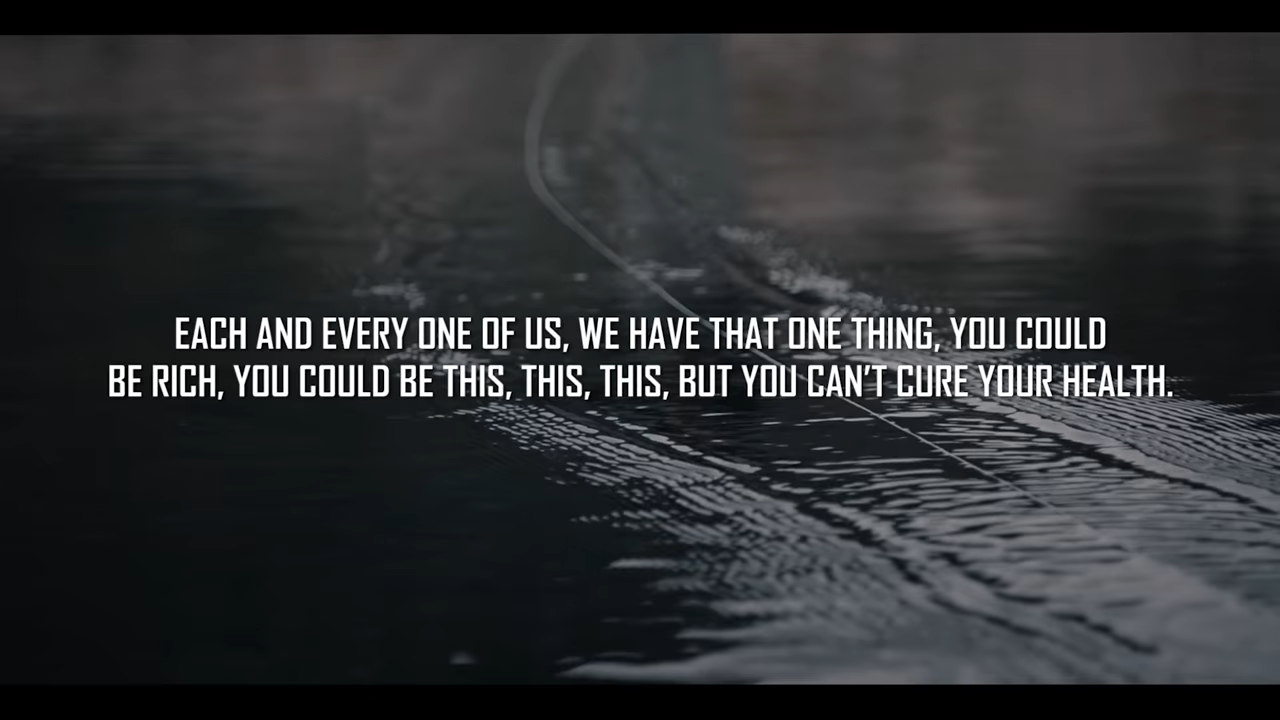 EACH AND EVERY ONE OF US, WE HAVE THAT ONE THING, YOU COULD
BE RICH, YOU COULD BE THIS, THIS, THIS, BUT YOU CAN'T CURE YOUR HEALTH.